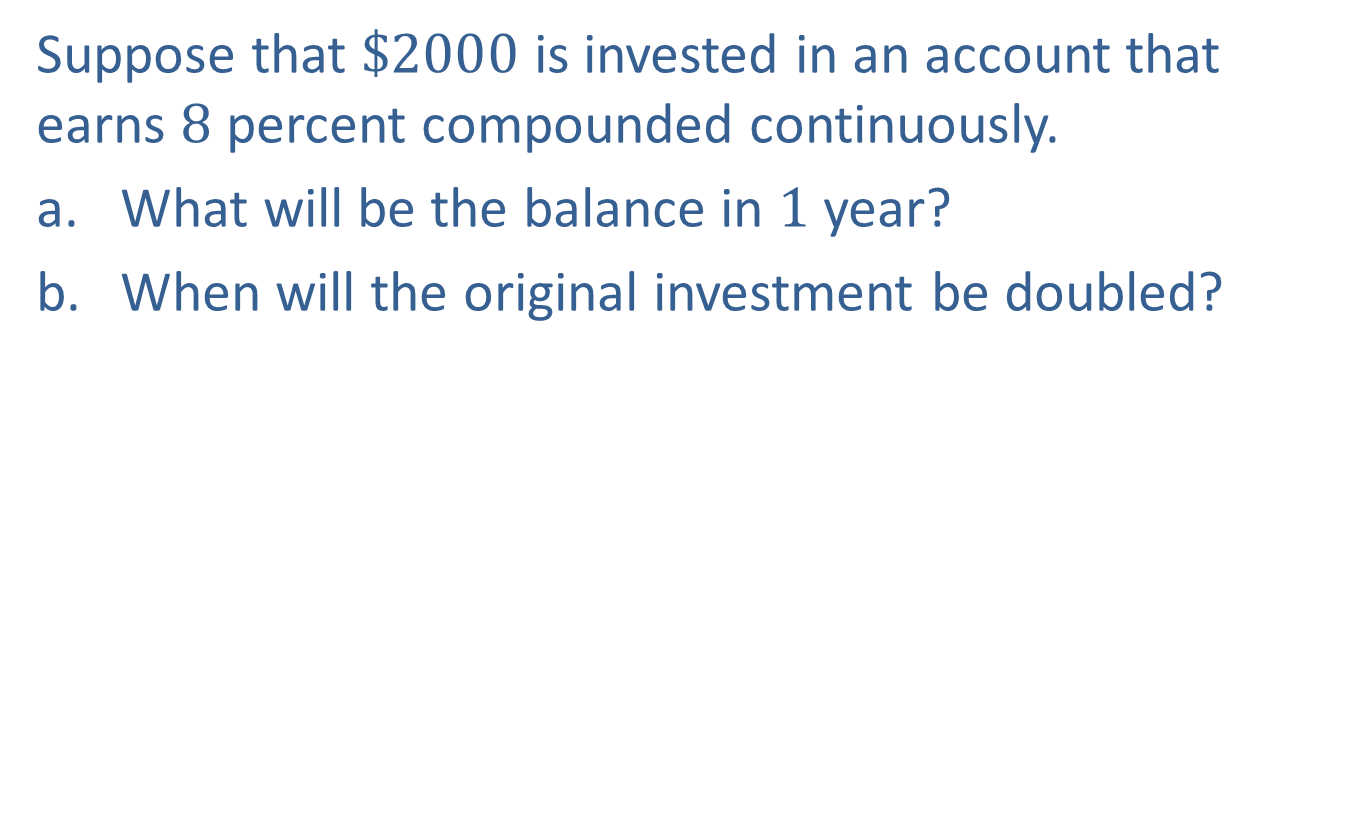 Suppose that $2000 is invested in an account that
earns 8 percent compounded continuously.
a. What will be the balance in 1 year?
b. When will the original investment be doubled?